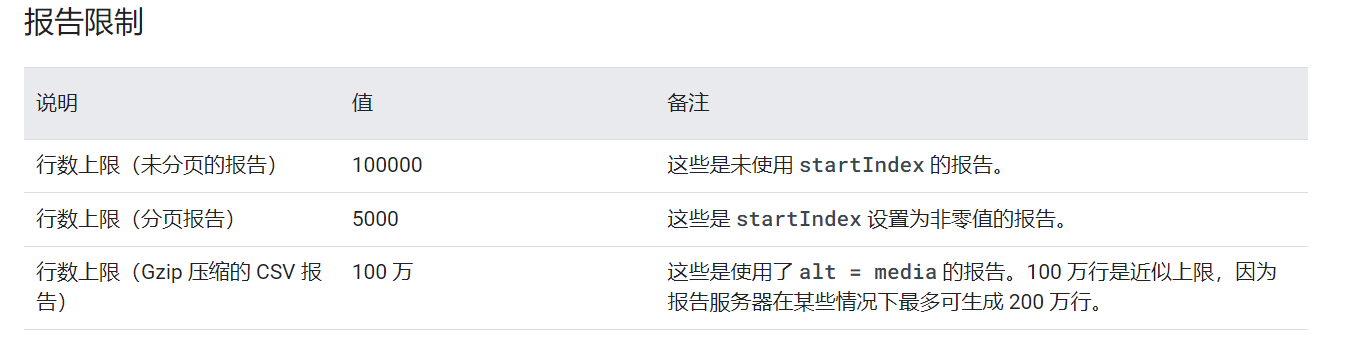 报告限制
说明 值 备注
行数上限（未分页的报告） 100000 这些是未使用 startIndex 的报告。
行数上限（分页报告） 5000 这些是 startIndex 设置为非零值的报告。
行数上限（Gzip 压缩的 CSV 报 100 万 这些是使用了 alt = media 的报告。100 万行是近似上限，因为
告） 报告服务器在某些情况下最多可生成 200 万行。